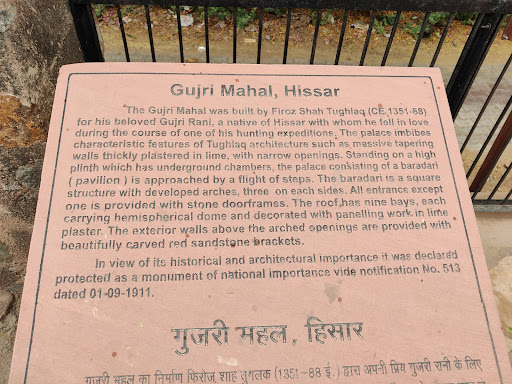 Gujri Mahal, Hissar
The Gujri Mahal was built by Firoz Shah Tughlaq (CE,1351-88)
for his beloved Gujri Rani, a native of Hissar with whom he fell in love
during the course of one of his hunting expeditions. The palace imbibes
characteristic features of Tughlaq architecture such as massive tapering
walls thickly plastered in lime, with narrow openings. Standing on a high
plinth which has underground chambers, the palace consisting of a baradari
( pavilion ) is approached by a flight of steps. The baradari is a square
structure with developed arches, three on each sides. All entrance except
one is provided with stone doorframes. The roof has nine bays, each
carrying hemispherical dome and decorated with panelling work in lime
plaster. The exterior walls above the arched openings are provided with
beautifully carved red sandstone brackets.
In view of its historical and architectural importance it was declared
protected as a monument of national importance vide notification No. 513
dated 01-09-1911.
गुजरी महल, हिसार
गुजरी महल का निर्माण फिरोज शाह तुगलक (1351-88 ई.) द्वारा अपनी प्रिय गुजरी रानी के लिए